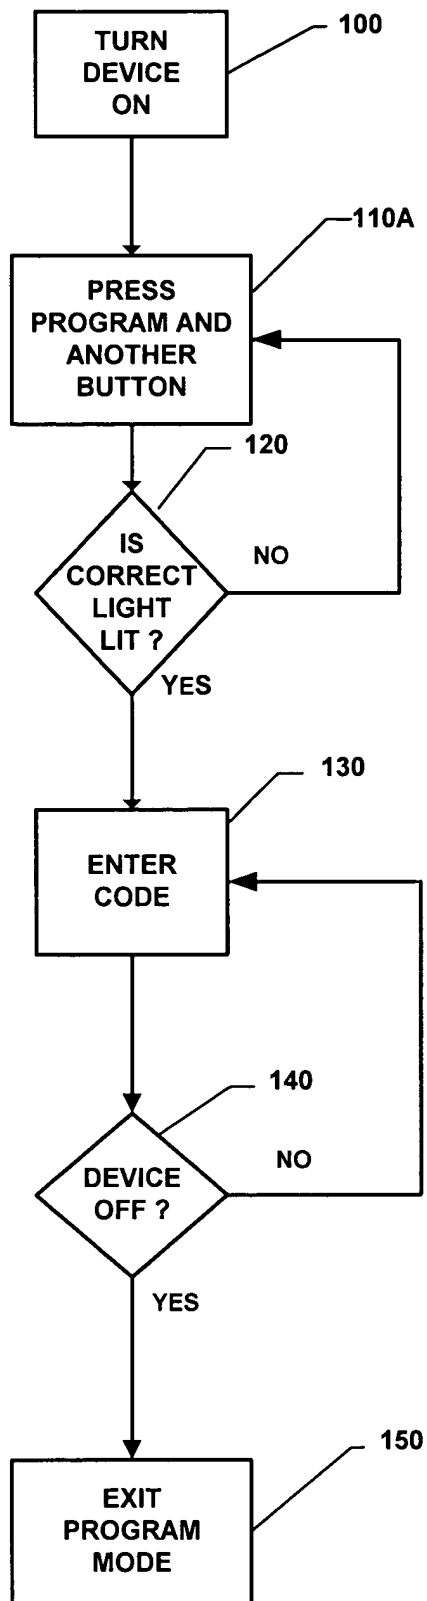 100
TURN
DEVICE
ON
110A
PRESS
PROGRAM AND
ANOTHER
BUTTON
120
IS
CORRECT
LIGHT
LIT ?
NO
YES
130
ENTER
CODE
140
DEVICE
OFF ?
NO
YES
150
EXIT
PROGRAM
MODE